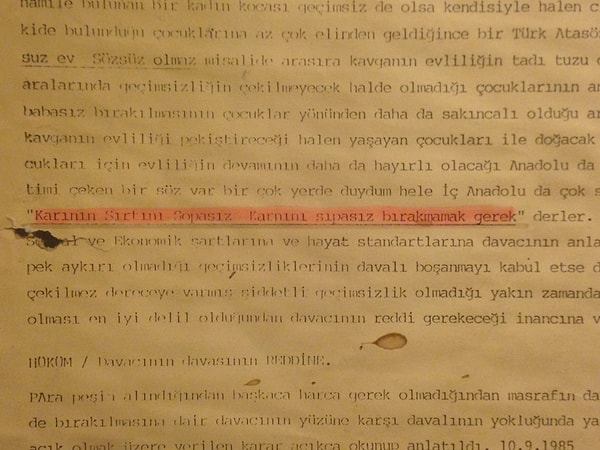 hamile bulunan bir kadın kocası geçimsiz de olsa kendisiyle halen
kide bulunduğu çocuklarına az çok elinden geldiğince bir Türk Atasö
suz ev Sözsüz olmaz misalide arasıra kavganın evliliğin tadı tuzu
aralarında geçimsizliğin çekilmeyecek halde olmadığı çocuklarının an
babasız bırakılmasının çocuklar yönünden daha da sakıncalı olduğu
kavganın evliliği pekiştireceği halen yaşayan çocukları ile doğacak
cukları için evliliğin devamının daha da hayırlı olacağı Anadolu da
timi çeken bir söz var bir çok yerde duydum hele İç Anadolu da çok
"Karının Sırtını Sopasız Karnını sıpasız bırakmamak gerek" derler.
ve Ekonomik şartlarına ve hayat standartlarına davacının anla
pek aykırı olmadığı geçimsizliklerinin davalı boşanmayı kabul etse
çekilmez dereceye varmış şiddetli geçimsizlik olmadığı yakın zamanda
olması en iyi delil olduğundan davacının reddi gerekeceği inancına
HÜKÜM / Davacının davasının REDDİNE.
PAra peşin alındığından başkaca harca gerek olmadığından masrafın da
de bırakılmasına dair davacının yüzüne karşı davalının yokluğunda ya
açık olmak üzere verilen karar açıkça okunup anlatıldı. 10.9.1985